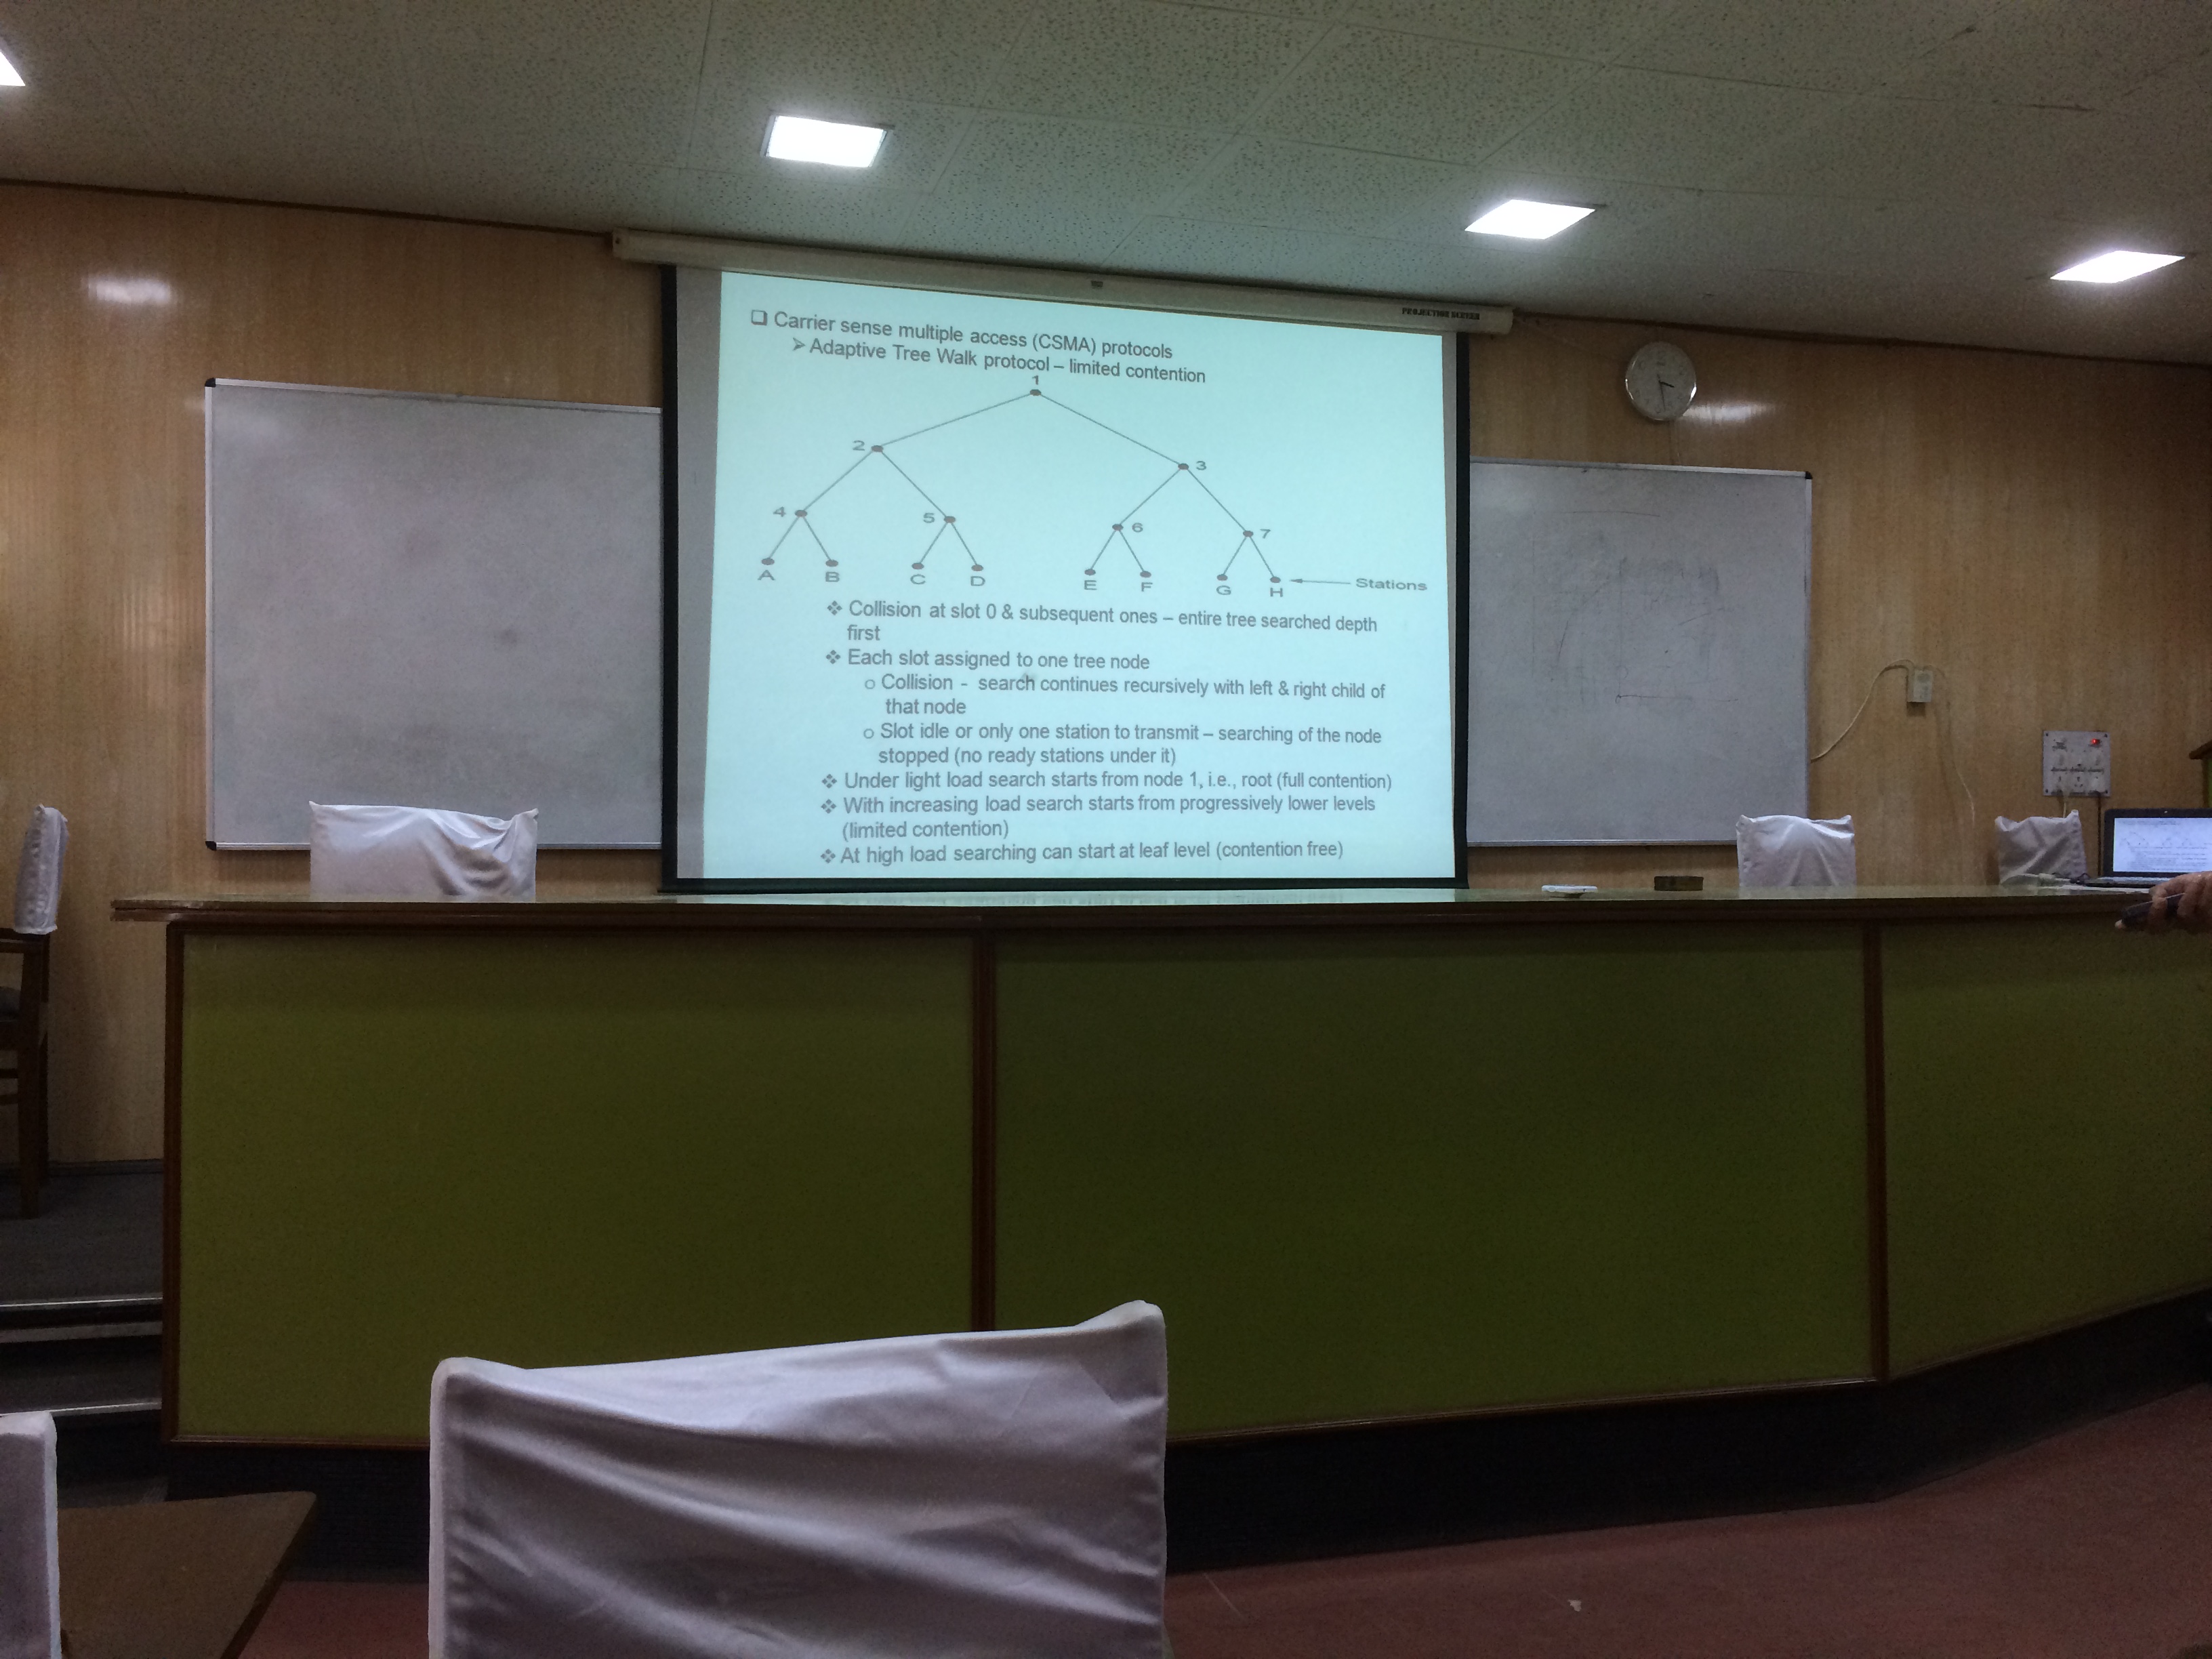 PROJECTION SCREEN
❑ Carrier sense multiple access (CSMA) protocols
➢ Adaptive Tree Walk protocol – limited contention
1
2
3
4
5
6
7
A B C D E F G H Stations
❖ Collision at slot 0 & subsequent ones – entire tree searched depth
first
❖ Each slot assigned to one tree node
o Collision - search continues recursively with left & right child of
that node
o Slot idle or only one station to transmit – searching of the node
stopped (no ready stations under it)
❖ Under light load search starts from node 1, i.e., root (full contention)
❖ With increasing load search starts from progressively lower levels
(limited contention)
❖ At high load searching can start at leaf level (contention free)